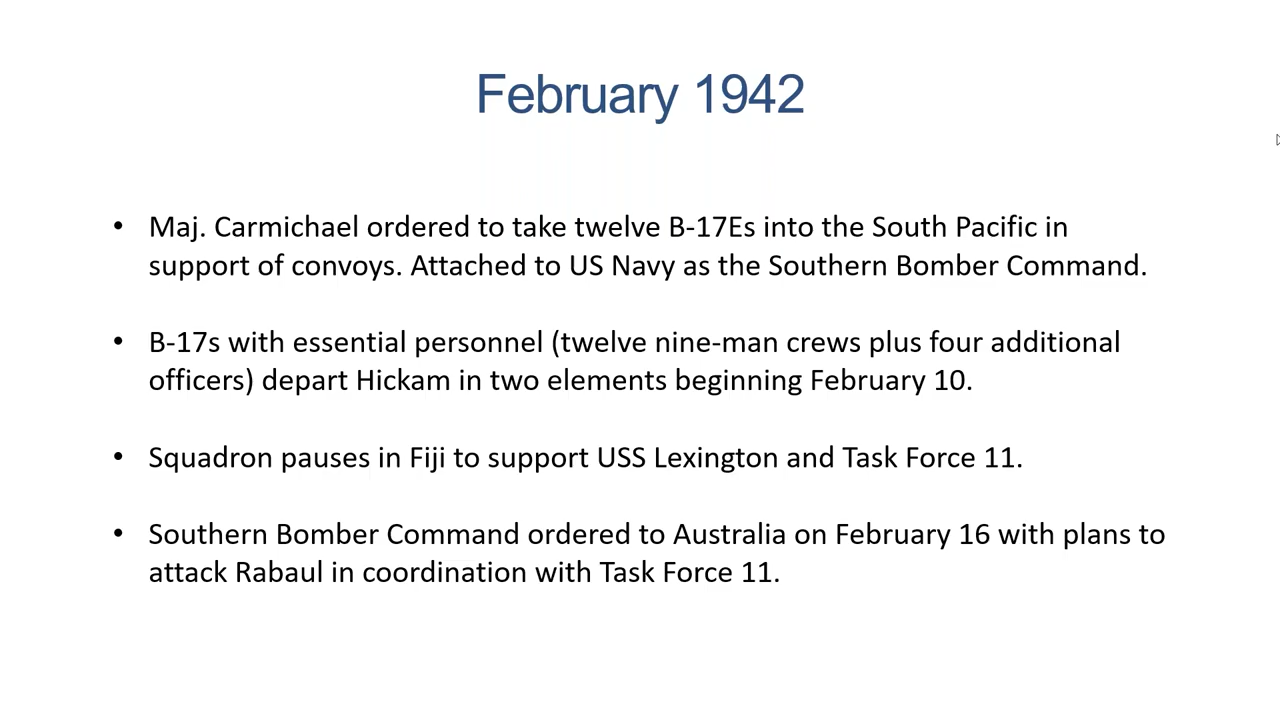 February 1942
• Maj. Carmichael ordered to take twelve B-17Es into the South Pacific in
support of convoys. Attached to US Navy as the Southern Bomber Command.
• B-17s with essential personnel (twelve nine-man crews plus four additional
officers) depart Hickam in two elements beginning February 10.
• Squadron pauses in Fiji to support USS Lexington and Task Force 11.
• Southern Bomber Command ordered to Australia on February 16 with plans to
attack Rabaul in coordination with Task Force 11.